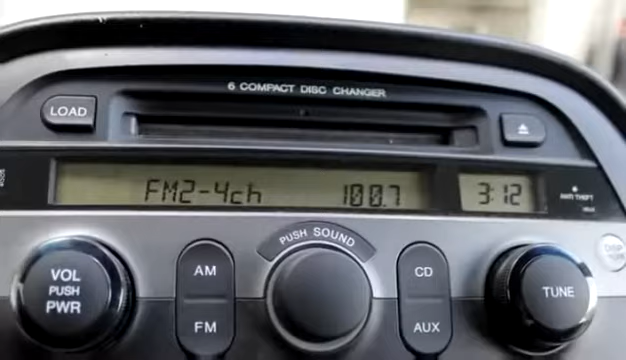 6 COMPACT DISC CHANGER
LOAD
FM2-4ch 100.7 3:12
ANTI THEFT
PUSH SOUND
VOL
PUSH
PWR
AM
FM
CD
AUX
TUNE